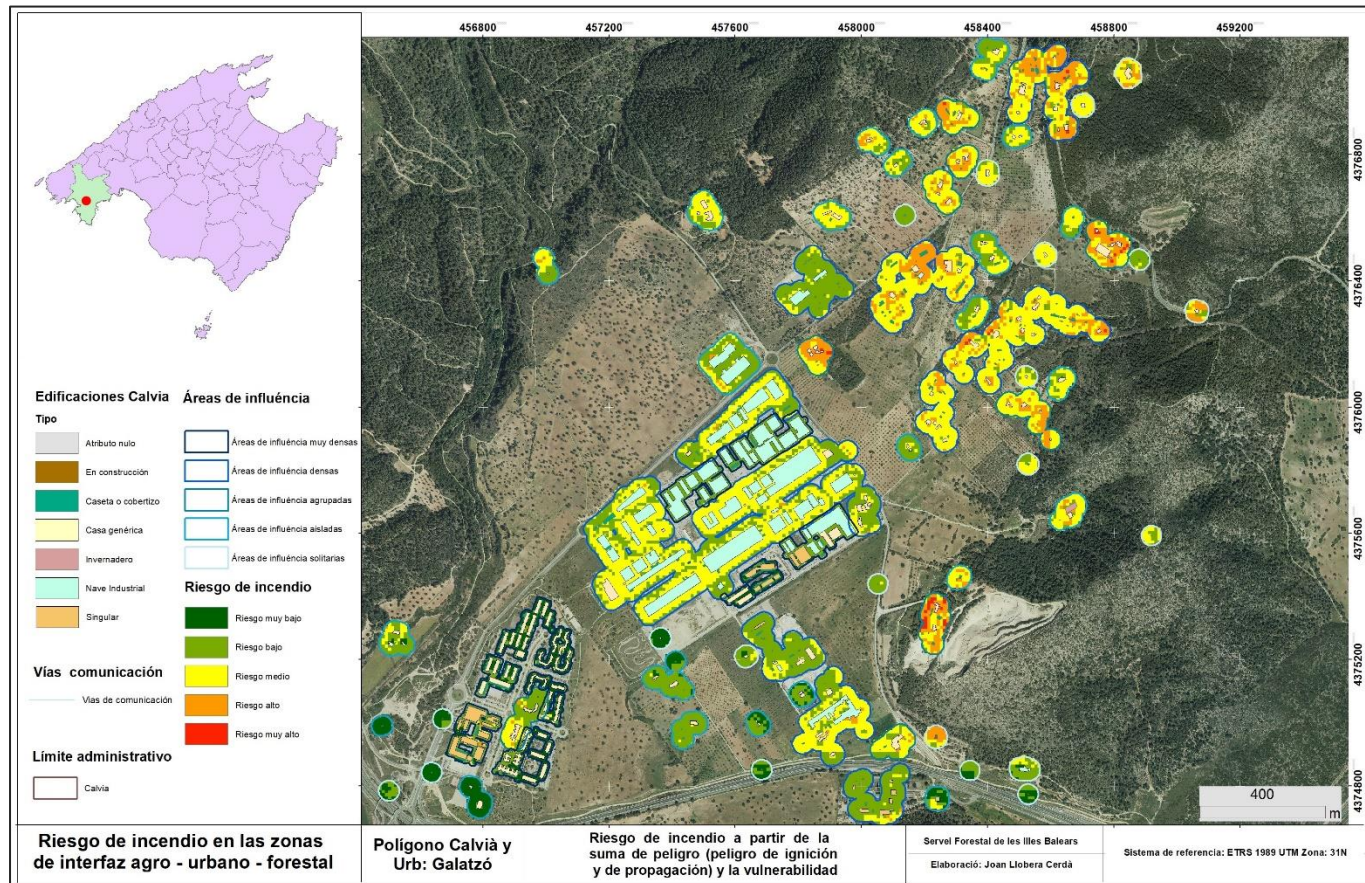 456800 457200 457600 458000 458400 458800 459200
4376800
4376400
4376000
4375600
4375200
4374800
Edificaciones Calvia
Tipo
Atributo nulo
En construcción
Caseta o cobertizo
Casa genérica
Invernadero
Nave Industrial
Singular
Vías comunicación
Vías de comunicación
Límite administrativo
Calvia
Áreas de influéncia
Áreas de influéncia muy densas
Áreas de influéncia densas
Áreas de influéncia agrupadas
Áreas de influéncia aisladas
Áreas de influéncia solitarias
Riesgo de incendio
Riesgo muy bajo
Riesgo bajo
Riesgo medio
Riesgo alto
Riesgo muy alto
400
m
Riesgo de incendio en las zonas
de interfaz agro - urbano - forestal
Polígono Calvià y
Urb: Galatzó
Riesgo de incendio a partir de la
suma de peligro (peligro de ignición
y de propagación) y la vulnerabilidad
Servei Forestal de les Illes Balears
Elaboració: Joan Llobera Cerdà
Sistema de referencia: ETRS 1989 UTM Zona: 31N